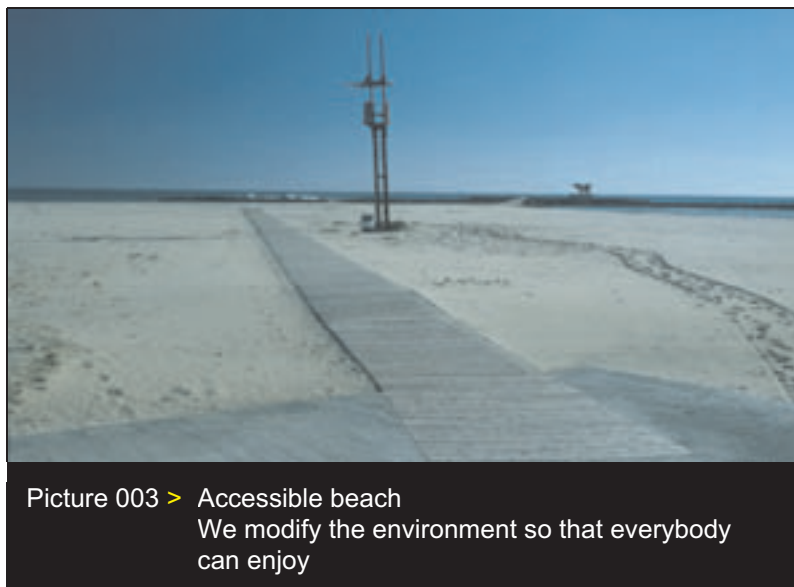 Picture 003 > Accessible beach
We modify the environment so that everybody
can enjoy